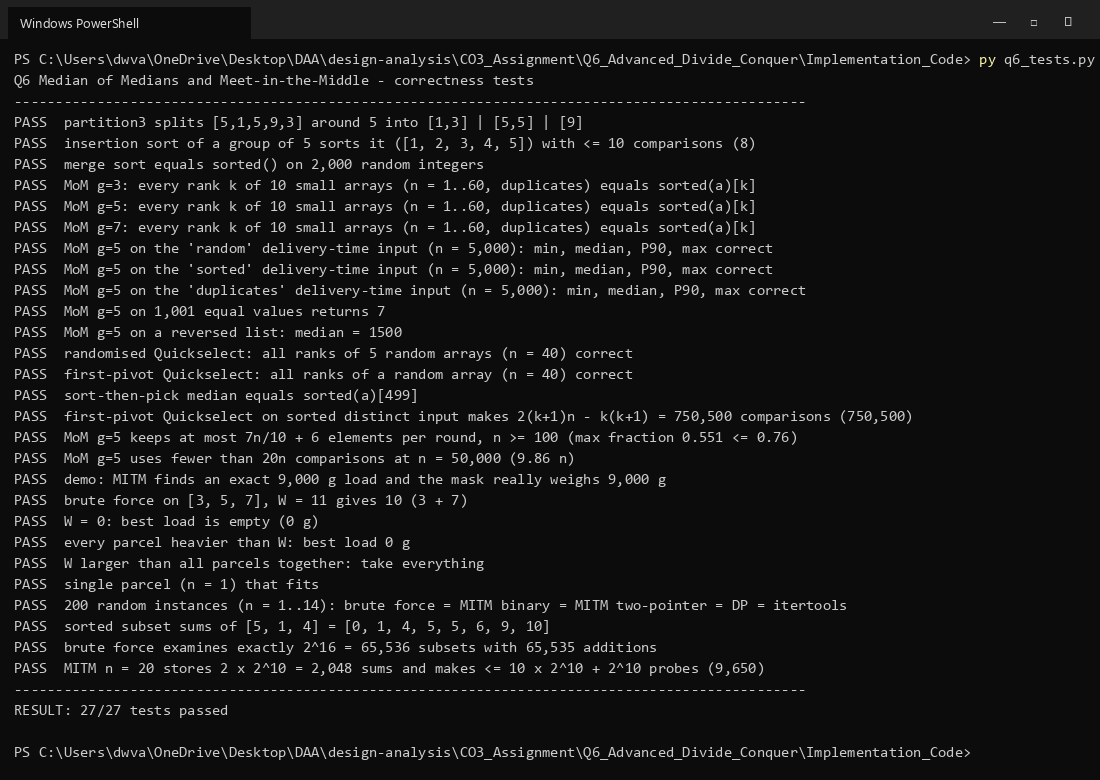 Windows PowerShell
PS C:\Users\dwva\OneDrive\Desktop\DAA\design-analysis\CO3_Assignment\Q6_Advanced_Divide_Conquer\Implementation_Code> py q6_tests.py
Q6 Median of Medians and Meet-in-the-Middle - correctness tests
------------------------------------------------------------------------------------------------
PASS  partition3 splits [5,1,5,9,3] around 5 into [1,3] | [5,5] | [9]
PASS  insertion sort of a group of 5 sorts it ([1, 2, 3, 4, 5]) with <= 10 comparisons (8)
PASS  merge sort equals sorted() on 2,000 random integers
PASS  MoM g=3: every rank k of 10 small arrays (n = 1..60, duplicates) equals sorted(a)[k]
PASS  MoM g=5: every rank k of 10 small arrays (n = 1..60, duplicates) equals sorted(a)[k]
PASS  MoM g=7: every rank k of 10 small arrays (n = 1..60, duplicates) equals sorted(a)[k]
PASS  MoM g=5 on the 'random' delivery-time input (n = 5,000): min, median, P90, max correct
PASS  MoM g=5 on the 'sorted' delivery-time input (n = 5,000): min, median, P90, max correct
PASS  MoM g=5 on the 'duplicates' delivery-time input (n = 5,000): min, median, P90, max correct
PASS  MoM g=5 on 1,001 equal values returns 7
PASS  MoM g=5 on a reversed list: median = 1500
PASS  randomised Quickselect: all ranks of 5 random arrays (n = 40) correct
PASS  first-pivot Quickselect: all ranks of a random array (n = 40) correct
PASS  sort-then-pick median equals sorted(a)[499]
PASS  first-pivot Quickselect on sorted distinct input makes 2(k+1)n - k(k+1) = 750,500 comparisons (750,500)
PASS  MoM g=5 keeps at most 7n/10 + 6 elements per round, n >= 100 (max fraction 0.551 <= 0.76)
PASS  MoM g=5 uses fewer than 20n comparisons at n = 50,000 (9.86 n)
PASS  demo: MITM finds an exact 9,000 g load and the mask really weighs 9,000 g
PASS  brute force on [3, 5, 7], W = 11 gives 10 (3 + 7)
PASS  W = 0: best load is empty (0 g)
PASS  every parcel heavier than W: best load 0 g
PASS  W larger than all parcels together: take everything
PASS  single parcel (n = 1) that fits
PASS  200 random instances (n = 1..14): brute force = MITM binary = MITM two-pointer = DP = itertools
PASS  sorted subset sums of [5, 1, 4] = [0, 1, 4, 5, 5, 6, 9, 10]
PASS  brute force examines exactly 2^16 = 65,536 subsets with 65,535 additions
PASS  MITM n = 20 stores 2 x 2^10 = 2,048 sums and makes <= 10 x 2^10 + 2^10 probes (9,650)
------------------------------------------------------------------------------------------------
RESULT: 27/27 tests passed
PS C:\Users\dwva\OneDrive\Desktop\DAA\design-analysis\CO3_Assignment\Q6_Advanced_Divide_Conquer\Implementation_Code>